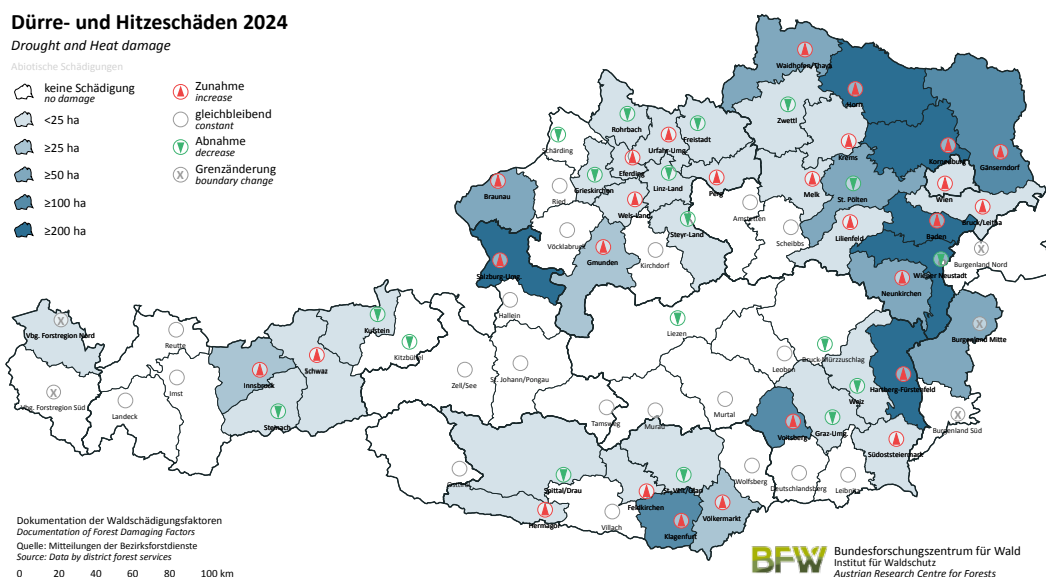 Dürre- und Hitzeschäden 2024
Drought and Heat damage
Abiotische Schädigungen
keine Schädigung
no damage
<25 ha
≥25 ha
≥50 ha
≥100 ha
≥200 ha
Zunahme
increase
gleichbleibend
constant
Abnahme
decrease
Grenzänderung
boundary change
Waidhofen/Thaya
Horn
Zwettl
Rohrbach
Freistadt
Schärding
Urfahr-Umg.
Krems
Korneuburg
Gänserndorf
Eferding
Grieskirchen
Linz-Land
Perg
Melk
St. Pölten
Wien
Braunau
Ried
Wels-Land
Amstetten
Bruck/Leitha
Steyr-Land
Lilienfeld
Baden
Vöcklabruck
Scheibbs
Gmunden
Kirchdorf
Burgenland Nord
Salzburg-Umg.
Wiener Neustadt
Neunkirchen
Hallein
Kufstein
Liezen
Vbg. Forstregion Nord
Reutte
Kitzbühel
Burgenland Mitte
Bruck-Mürzzuschlag
Schwaz
Leoben
Innsbruck
Zell/See
St. Johann/Pongau
Hartberg-Fürstenfeld
Imst
Weiz
Vbg. Forstregion Süd
Landeck
Steinach
Tamsweg
Murau
Murtal
Voitsberg
Graz-Umg.
Burgenland Süd
Südoststeiermark
Osttirol
Spittal/Drau
St. Veit/Glan
Wolfsberg
Deutschlandsberg
Leibnitz
Hermagor
Feldkirchen
Villach
Klagenfurt
Völkermarkt
Dokumentation der Waldschädigungsfaktoren
Documentation of Forest Damaging Factors
Quelle: Mitteilungen der Bezirksforstdienste
Source: Data by district forest services
0 20 40 60 80 100 km
BFW
Bundesforschungszentrum für Wald
Institut für Waldschutz
Austrian Research Centre for Forests